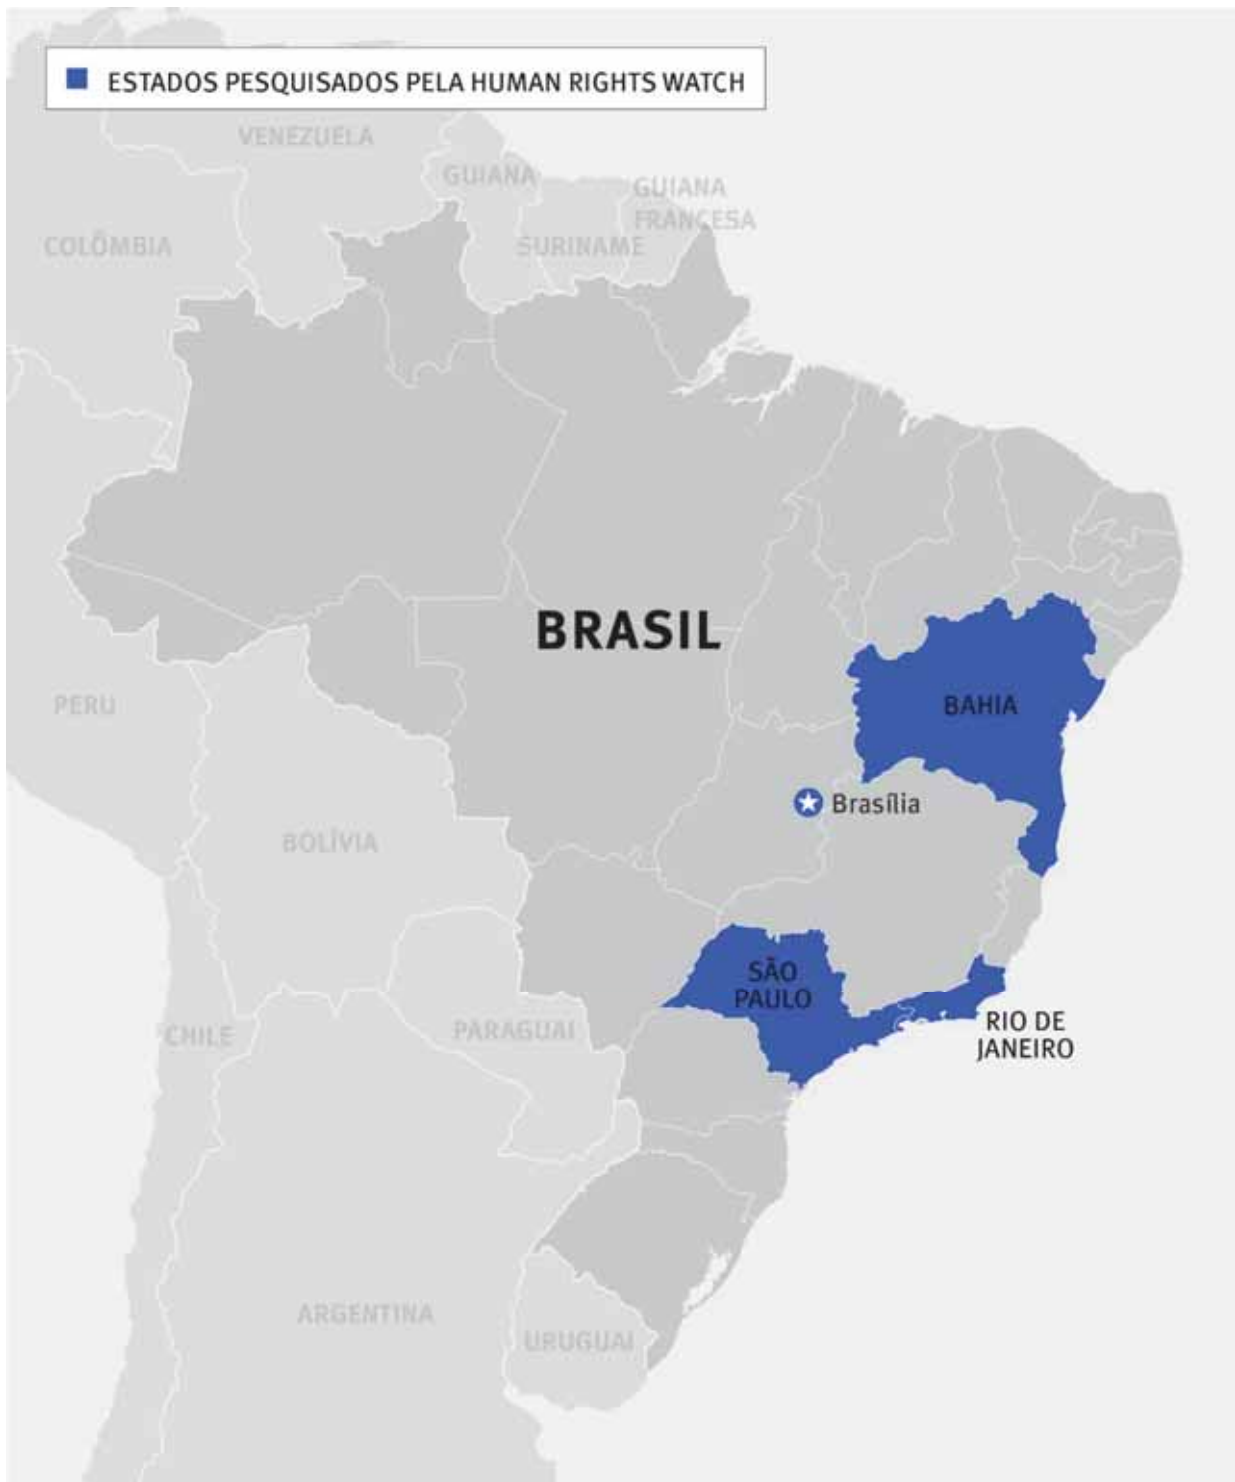 ESTADOS PESQUISADOS PELA HUMAN RIGHTS WATCH
VENEZUELA
GUIANA
GUIANA
FRANCESA
SURINAME
COLÔMBIA
BRASIL
PERU
BAHIA
Brasília
BOLÍVIA
SÃO
PAULO
RIO DE
JANEIRO
CHILE
PARAGUAI
ARGENTINA
URUGUAI